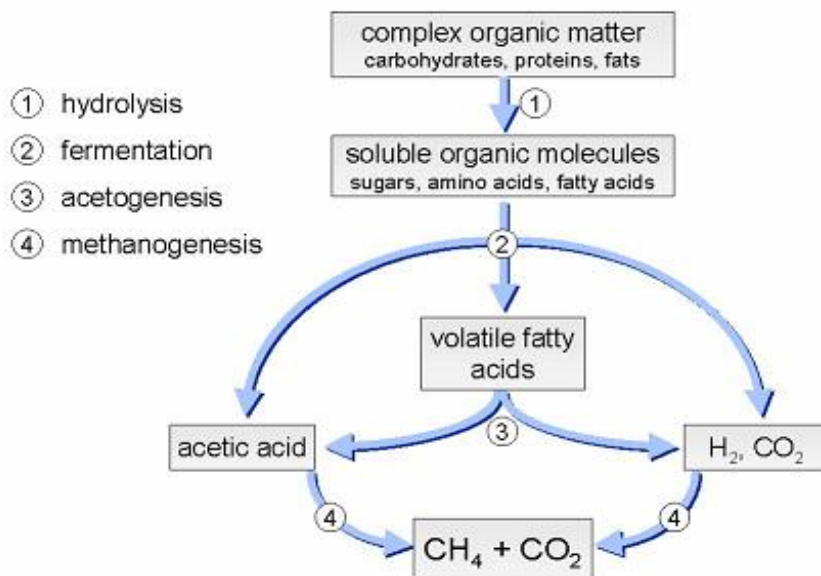 complex organic matter
carbohydrates, proteins, fats
① hydrolysis
② fermentation
③ acetogenesis
④ methanogenesis
①
soluble organic molecules
sugars, amino acids, fatty acids
②
volatile fatty
acids
acetic acid
③
H₂, CO₂
④
④
CH₄ + CO₂